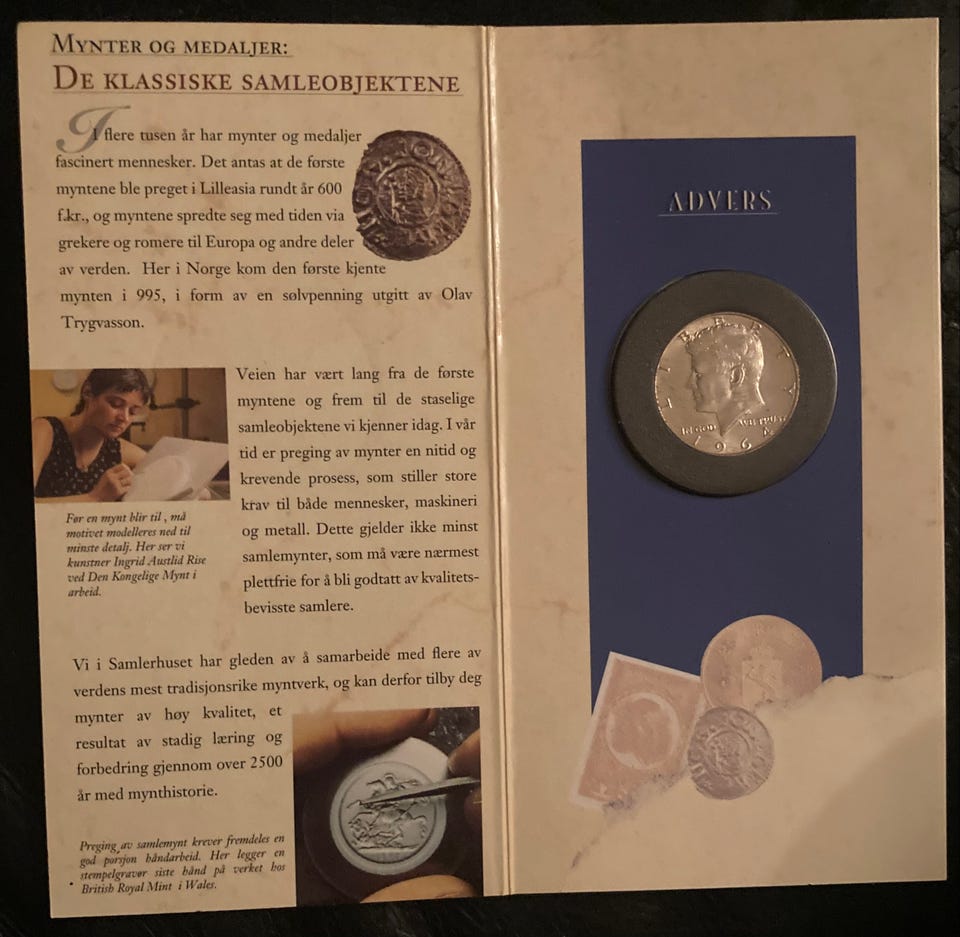 MYNTER OG MEDALJER:
DE KLASSISKE SAMLEOBJEKTENE
I flere tusen år har mynter og medaljer
fascinert mennesker. Det antas at de første
myntene ble preget i Lilleasia rundt år 600
f.kr., og myntene spredte seg med tiden via
grekere og romere til Europa og andre deler
av verden. Her i Norge kom den første kjente
mynten i 995, i form av en sølvpenning utgitt av Olav
Trygvasson.
Veien har vært lang fra de første
myntene og frem til de staselige
samleobjektene vi kjenner idag. I vår
tid er preging av mynter en nitid og
krevende prosess, som stiller store
krav til både mennesker, maskineri
og metall. Dette gjelder ikke minst
samlemynter, som må være nærmest
plettfrie for å bli godtatt av kvalitets-
bevisste samlere.
Før en mynt blir til , må
motivet modelleres ned til
minste detalj. Her ser vi
kunstner Ingrid Austlid Rise
ved Den Kongelige Mynt i
arbeid.
Vi i Samlerhuset har gleden av å samarbeide med flere av
verdens mest tradisjonsrike myntverk, og kan derfor tilby deg
mynter av høy kvalitet, et
resultat av stadig læring og
forbedring gjennom over 2500
år med mynthistorie.
Preging av samlemynt krever fremdeles en
god porsjon håndarbeid. Her legger en
stempelgravør siste hånd på verket hos
British Royal Mint i Wales.
ADVERS
LIBERTY
IN GOD WE TRUST
1964